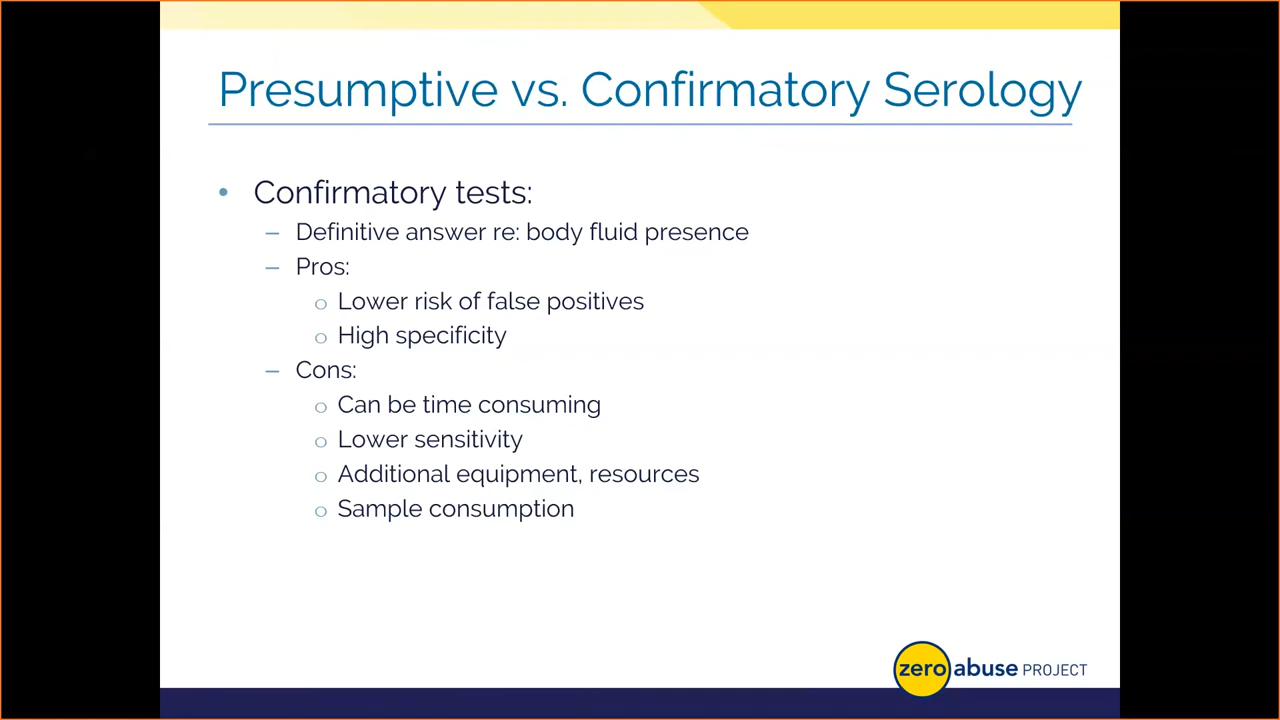 Presumptive vs. Confirmatory Serology
• Confirmatory tests:
– Definitive answer re: body fluid presence
– Pros:
o Lower risk of false positives
o High specificity
– Cons:
o Can be time consuming
o Lower sensitivity
o Additional equipment, resources
o Sample consumption
zero abuse PROJECT